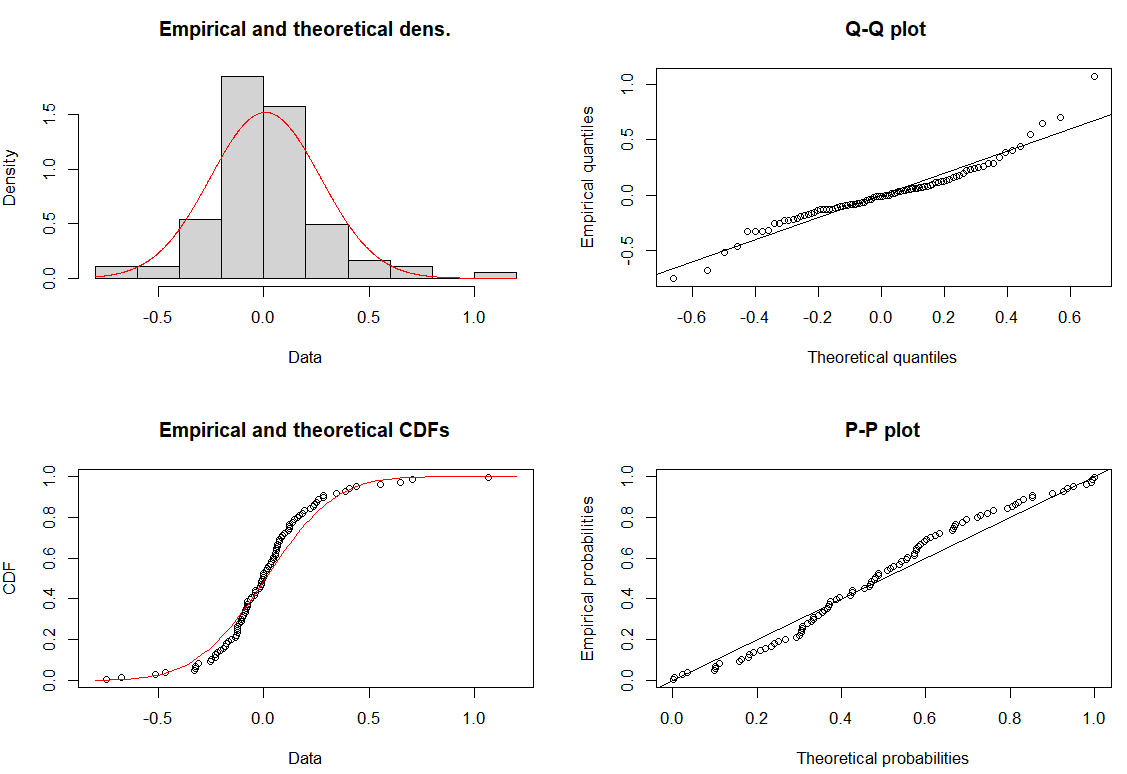 Empirical and theoretical dens.
Density
0.0 0.5 1.0 1.5
-0.5 0.0 0.5 1.0
Data
Q-Q plot
Empirical quantiles
-0.5 0.0 0.5 1.0
-0.6 -0.4 -0.2 0.0 0.2 0.4 0.6
Theoretical quantiles
Empirical and theoretical CDFs
CDF
0.0 0.2 0.4 0.6 0.8 1.0
-0.5 0.0 0.5 1.0
Data
P-P plot
Empirical probabilities
0.0 0.2 0.4 0.6 0.8 1.0
0.0 0.2 0.4 0.6 0.8 1.0
Theoretical probabilities